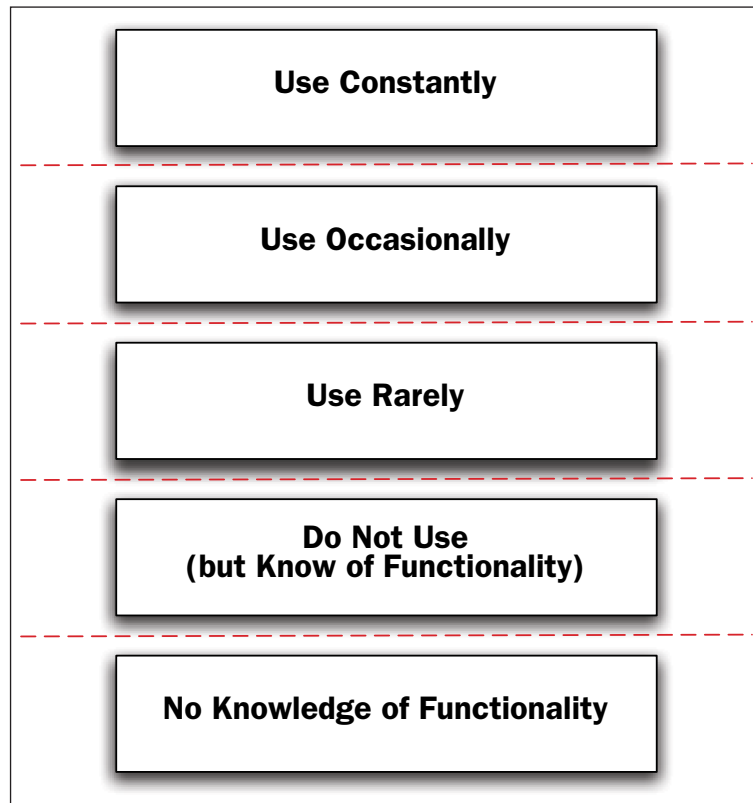 Use Constantly
Use Occasionally
Use Rarely
Do Not Use
(but Know of Functionality)
No Knowledge of Functionality